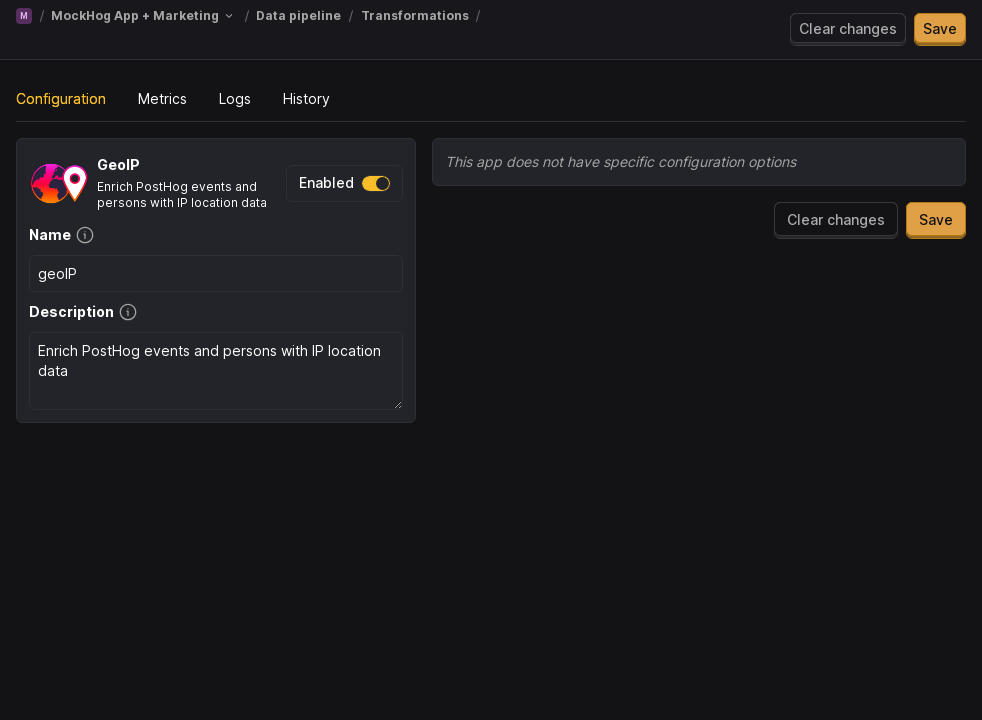 M / MockHog App + Marketing / Data pipeline / Transformations /
Clear changes
Save
Configuration
Metrics
Logs
History
GeoIP
Enrich PostHog events and
persons with IP location data
Enabled
Name
geoIP
Description
Enrich PostHog events and persons with IP location
data
This app does not have specific configuration options
Clear changes
Save